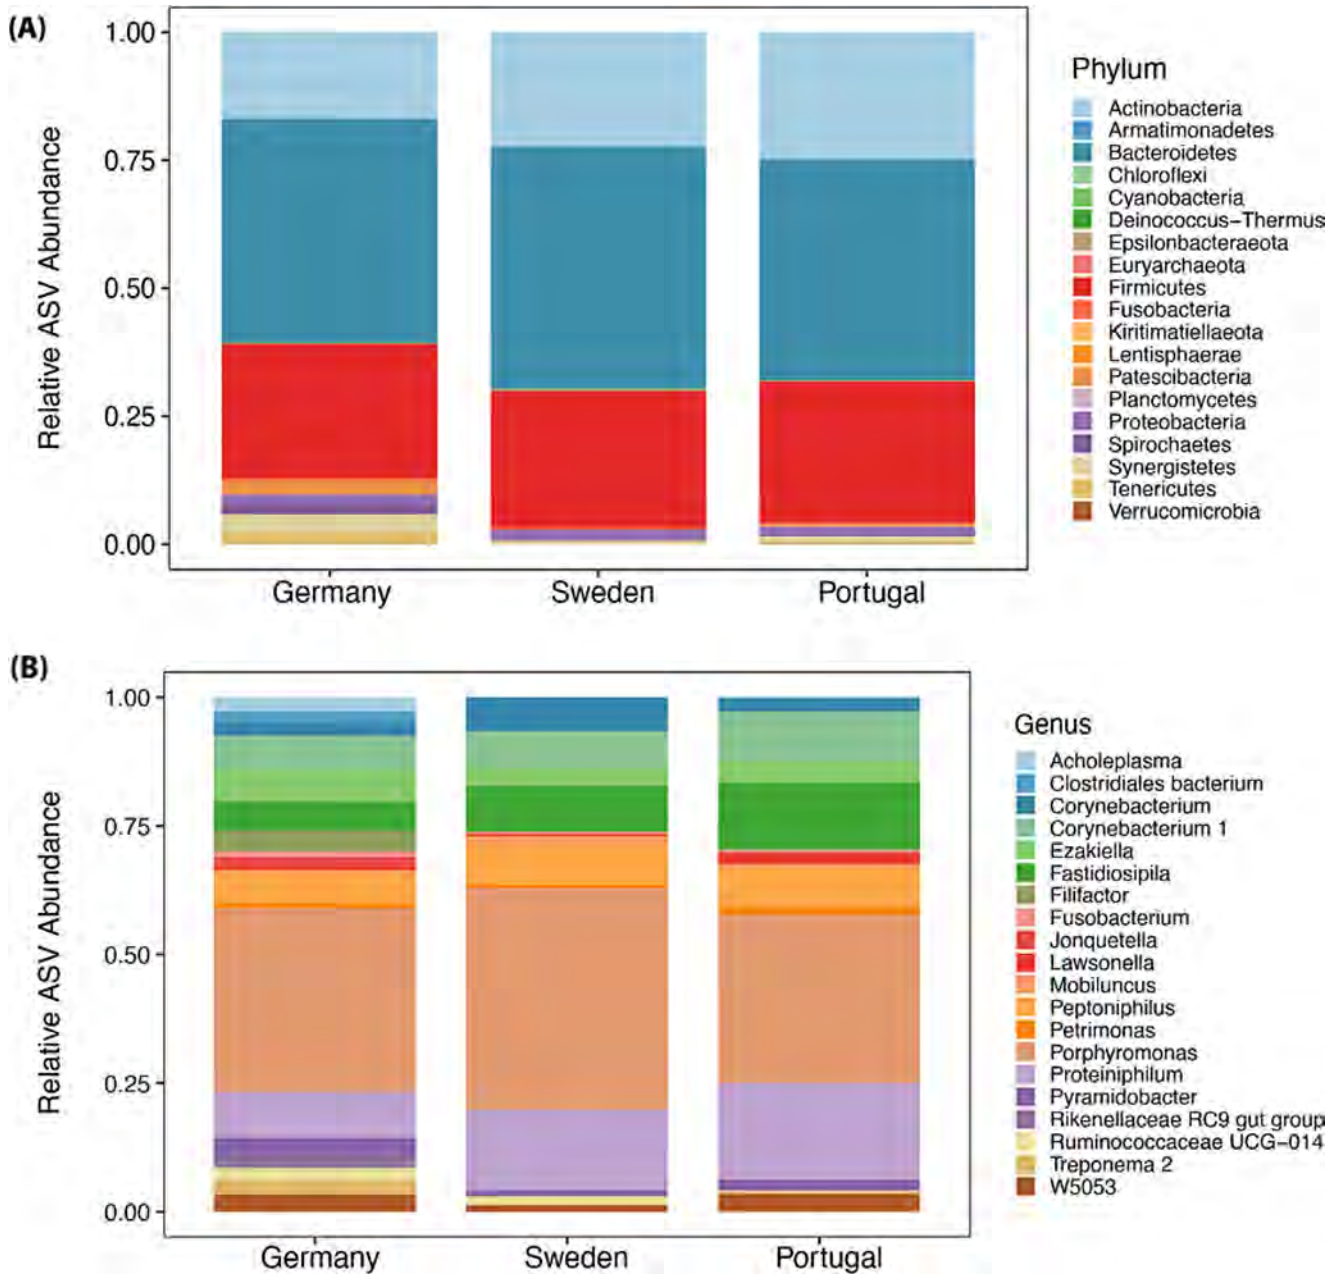 (A)
1.00
0.75
0.50
0.25
0.00
Relative ASV Abundance
Germany Sweden Portugal
Phylum
Actinobacteria
Armatimonadetes
Bacteroidetes
Chloroflexi
Cyanobacteria
Deinococcus−Thermus
Epsilonbacteraeota
Euryarchaeota
Firmicutes
Fusobacteria
Kiritimatiellaeota
Lentisphaerae
Patescibacteria
Planctomycetes
Proteobacteria
Spirochaetes
Synergistetes
Tenericutes
Verrucomicrobia
(B)
1.00
0.75
0.50
0.25
0.00
Relative ASV Abundance
Germany Sweden Portugal
Genus
Acholeplasma
Clostridiales bacterium
Corynebacterium
Corynebacterium 1
Ezakiella
Fastidiosipila
Filifactor
Fusobacterium
Jonquetella
Lawsonella
Mobiluncus
Peptoniphilus
Petrimonas
Porphyromonas
Proteiniphilum
Pyramidobacter
Rikenellaceae RC9 gut group
Ruminococcaceae UCG−014
Treponema 2
W5053